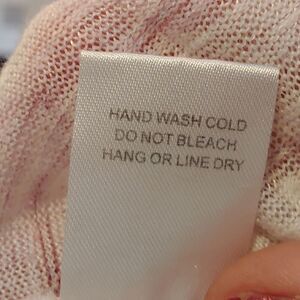 HAND WASH COLD
DO NOT BLEACH
HANG OR LINE DRY